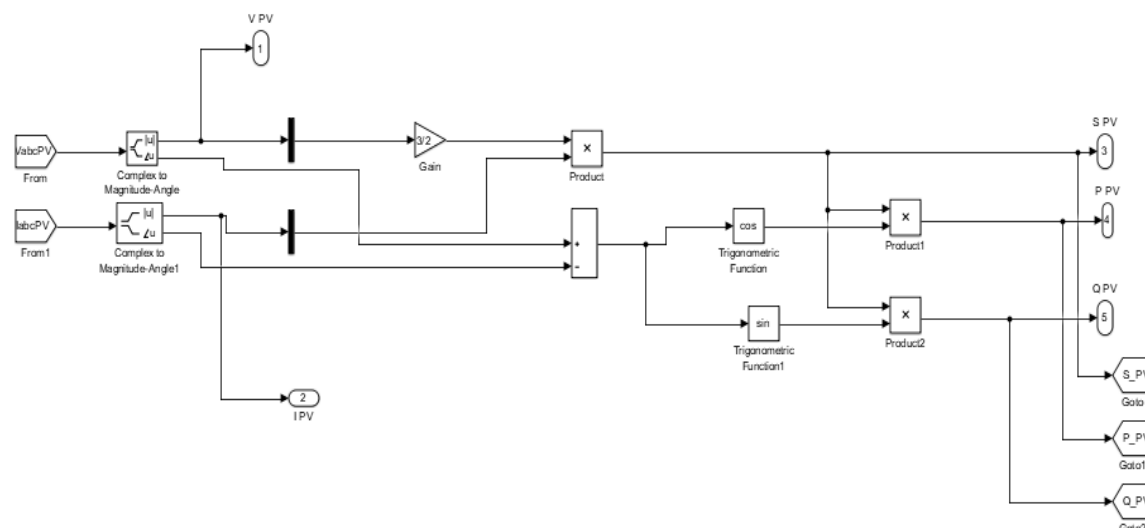 V PV
1
VabcPV
From
|u|
∠u
Complex to
Magnitude-Angle
3/2
Gain
×
Product
S PV
3
P PV
4
IabcPV
From1
|u|
∠u
Complex to
Magnitude-Angle1
+
-
cos
Trigonometric
Function
×
Product1
sin
Trigonometric
Function1
×
Product2
Q PV
5
2
I PV
S_PV
Goto
P_PV
Goto1
Q_PV